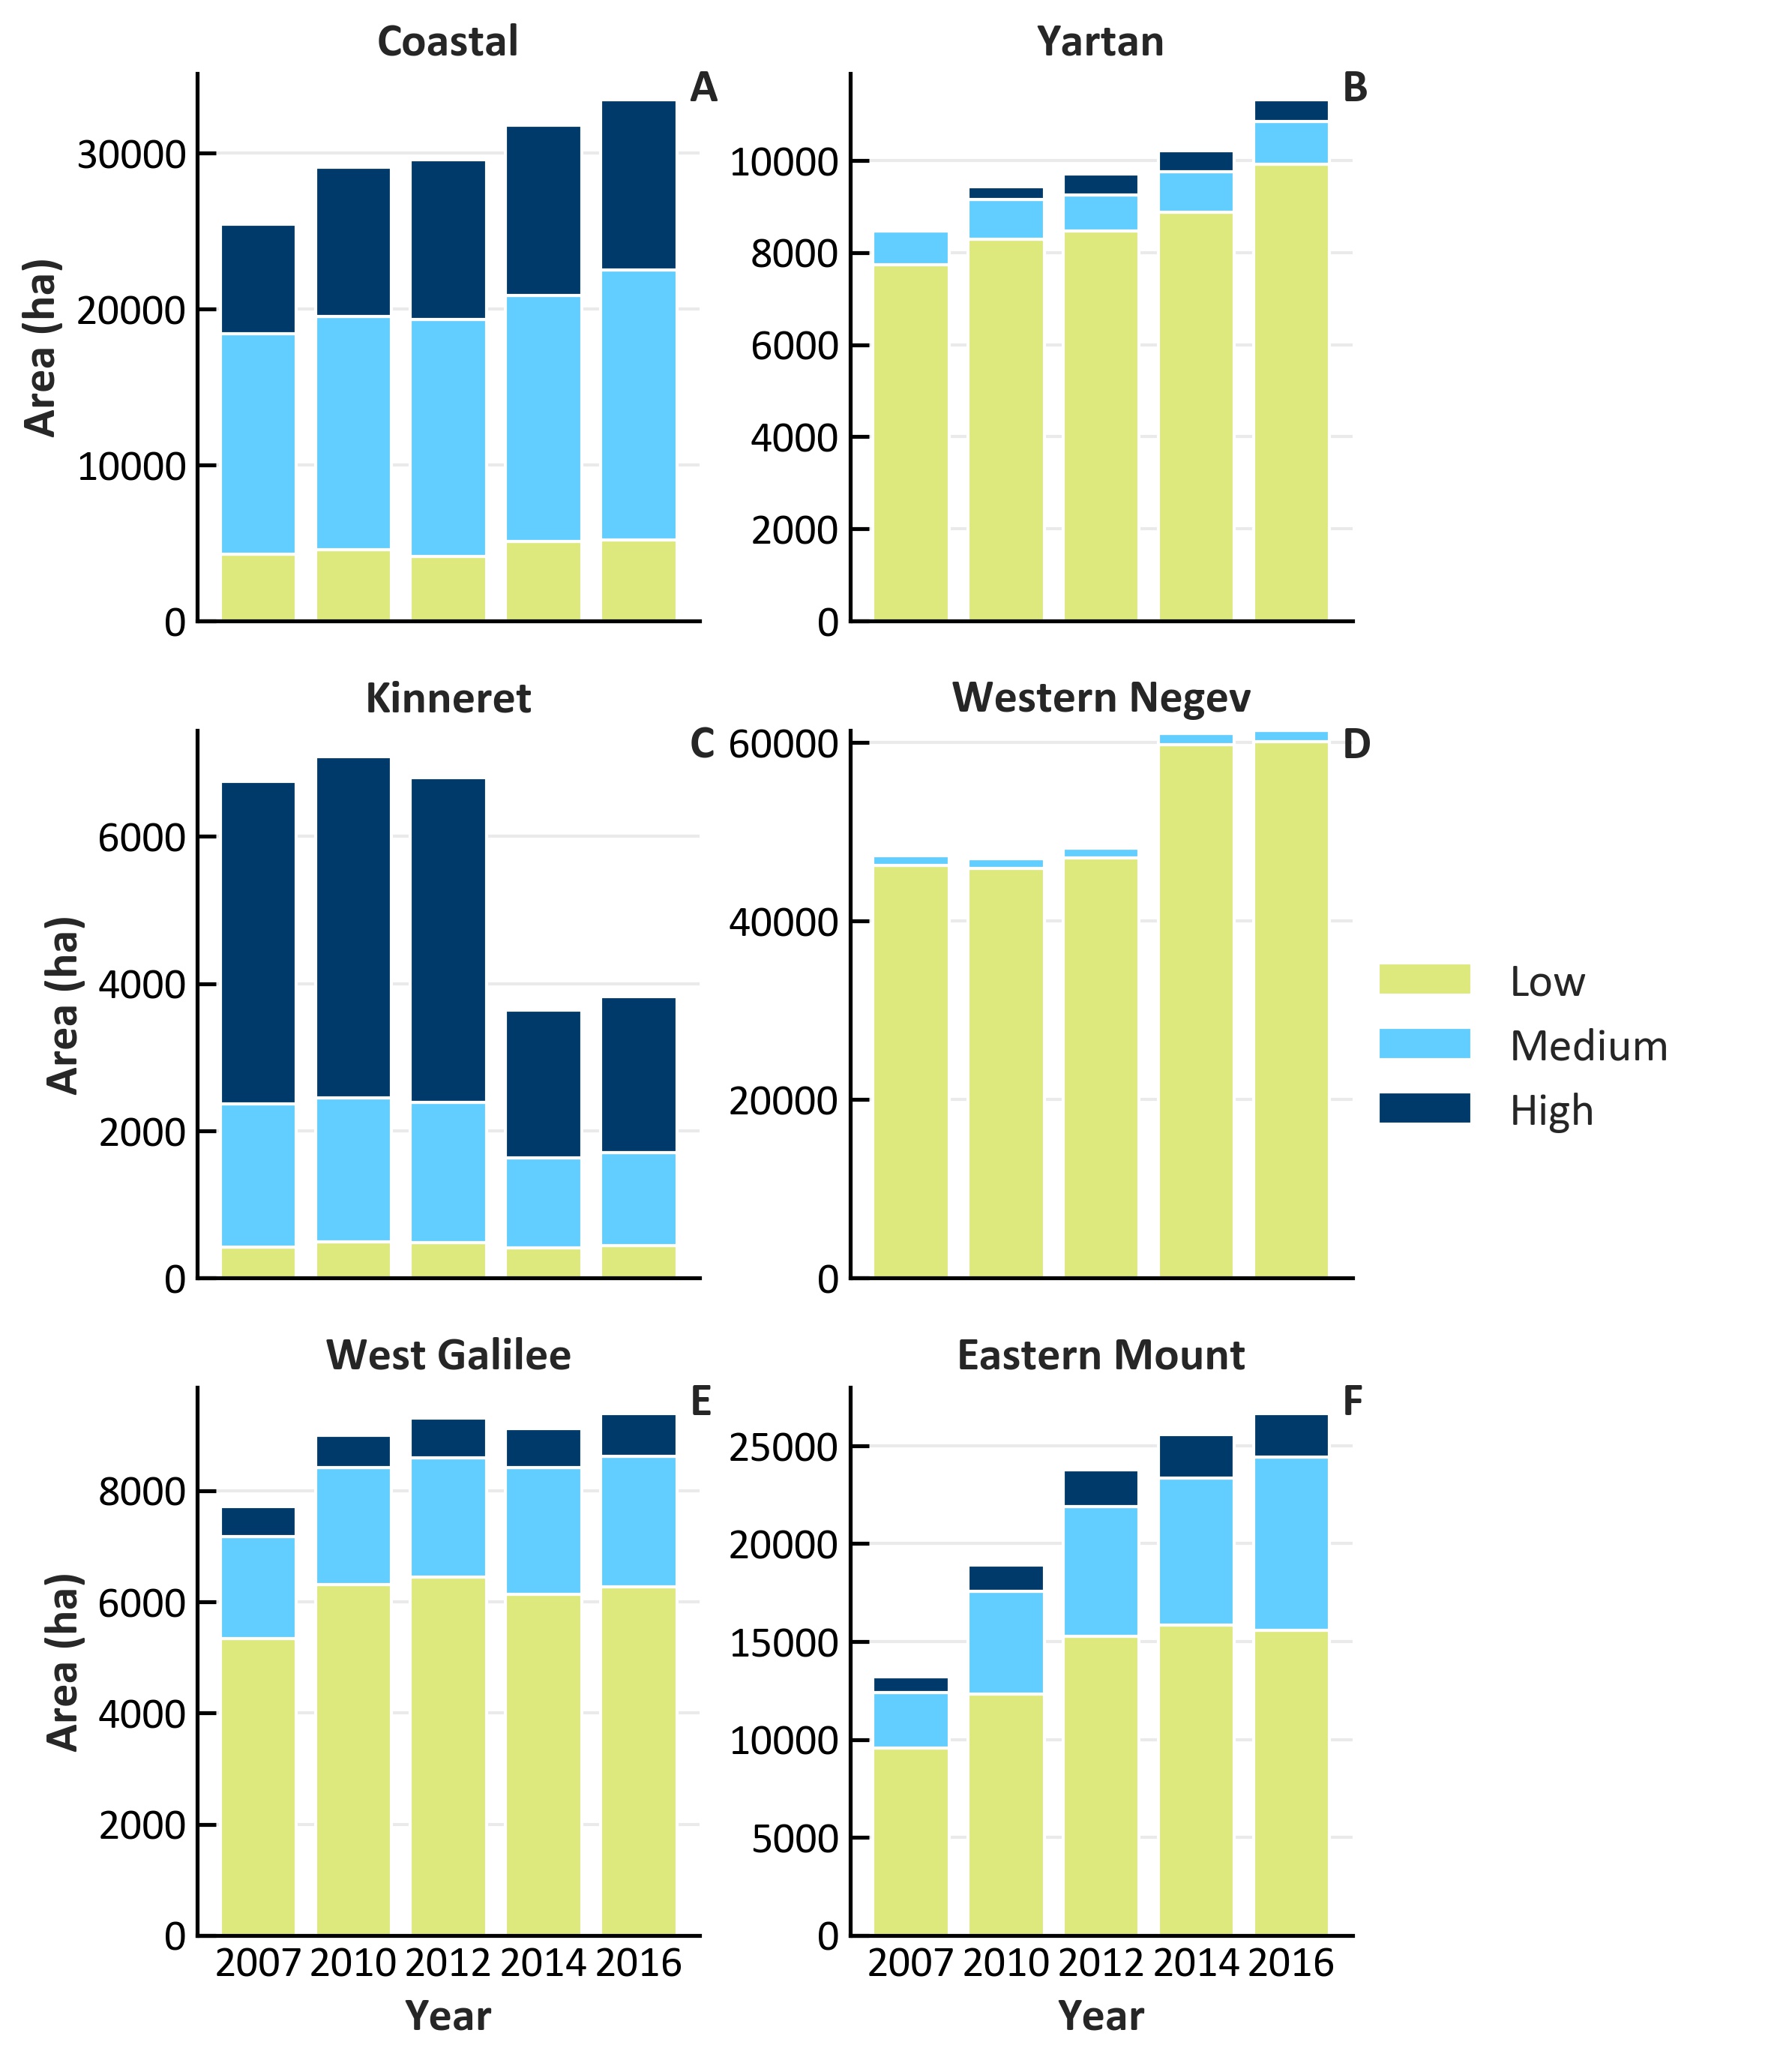 Coastal
A
Area (ha)
30000
20000
10000
0
Yartan
B
10000
8000
6000
4000
2000
0
Kinneret
C
Area (ha)
6000
4000
2000
0
Western Negev
D
60000
40000
20000
0
Low
Medium
High
West Galilee
E
Area (ha)
8000
6000
4000
2000
0
2007 2010 2012 2014 2016
Year
Eastern Mount
F
25000
20000
15000
10000
5000
0
2007 2010 2012 2014 2016
Year